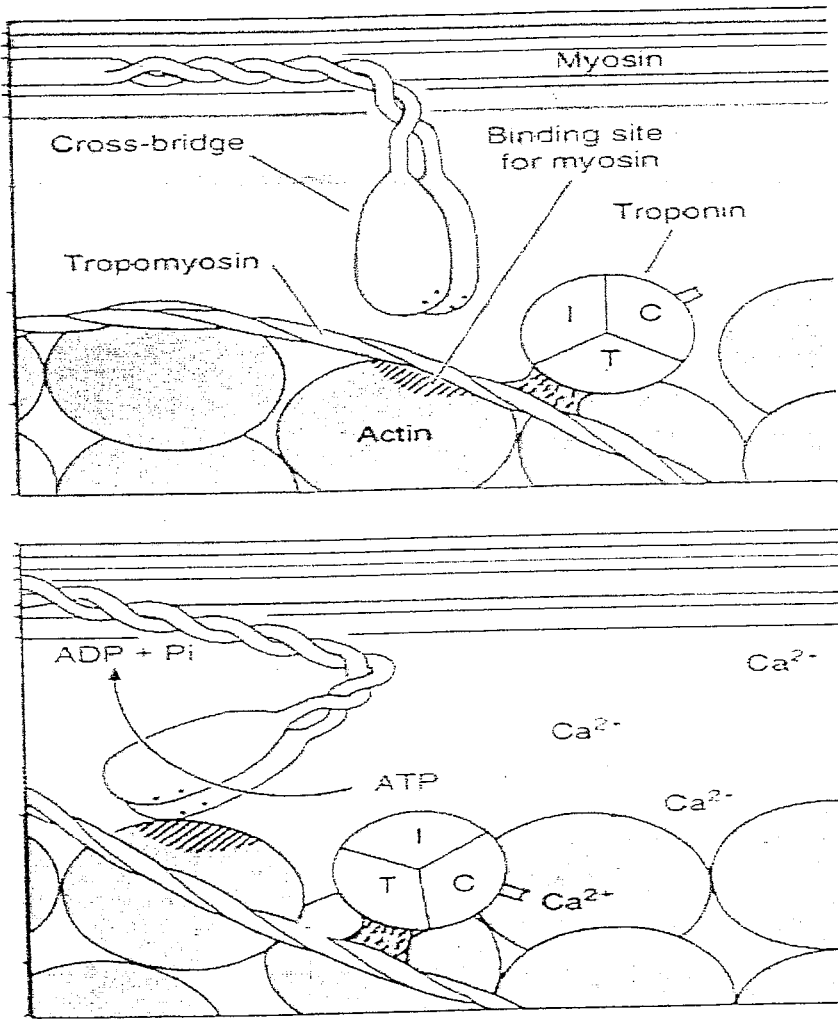 Myosin
Cross-bridge
Binding site
for myosin
Troponin
Tropomyosin
I
C
T
Actin
ADP + Pi
Ca²⁻
Ca²⁻
ATP
Ca²⁻
I
T
C
Ca²⁺